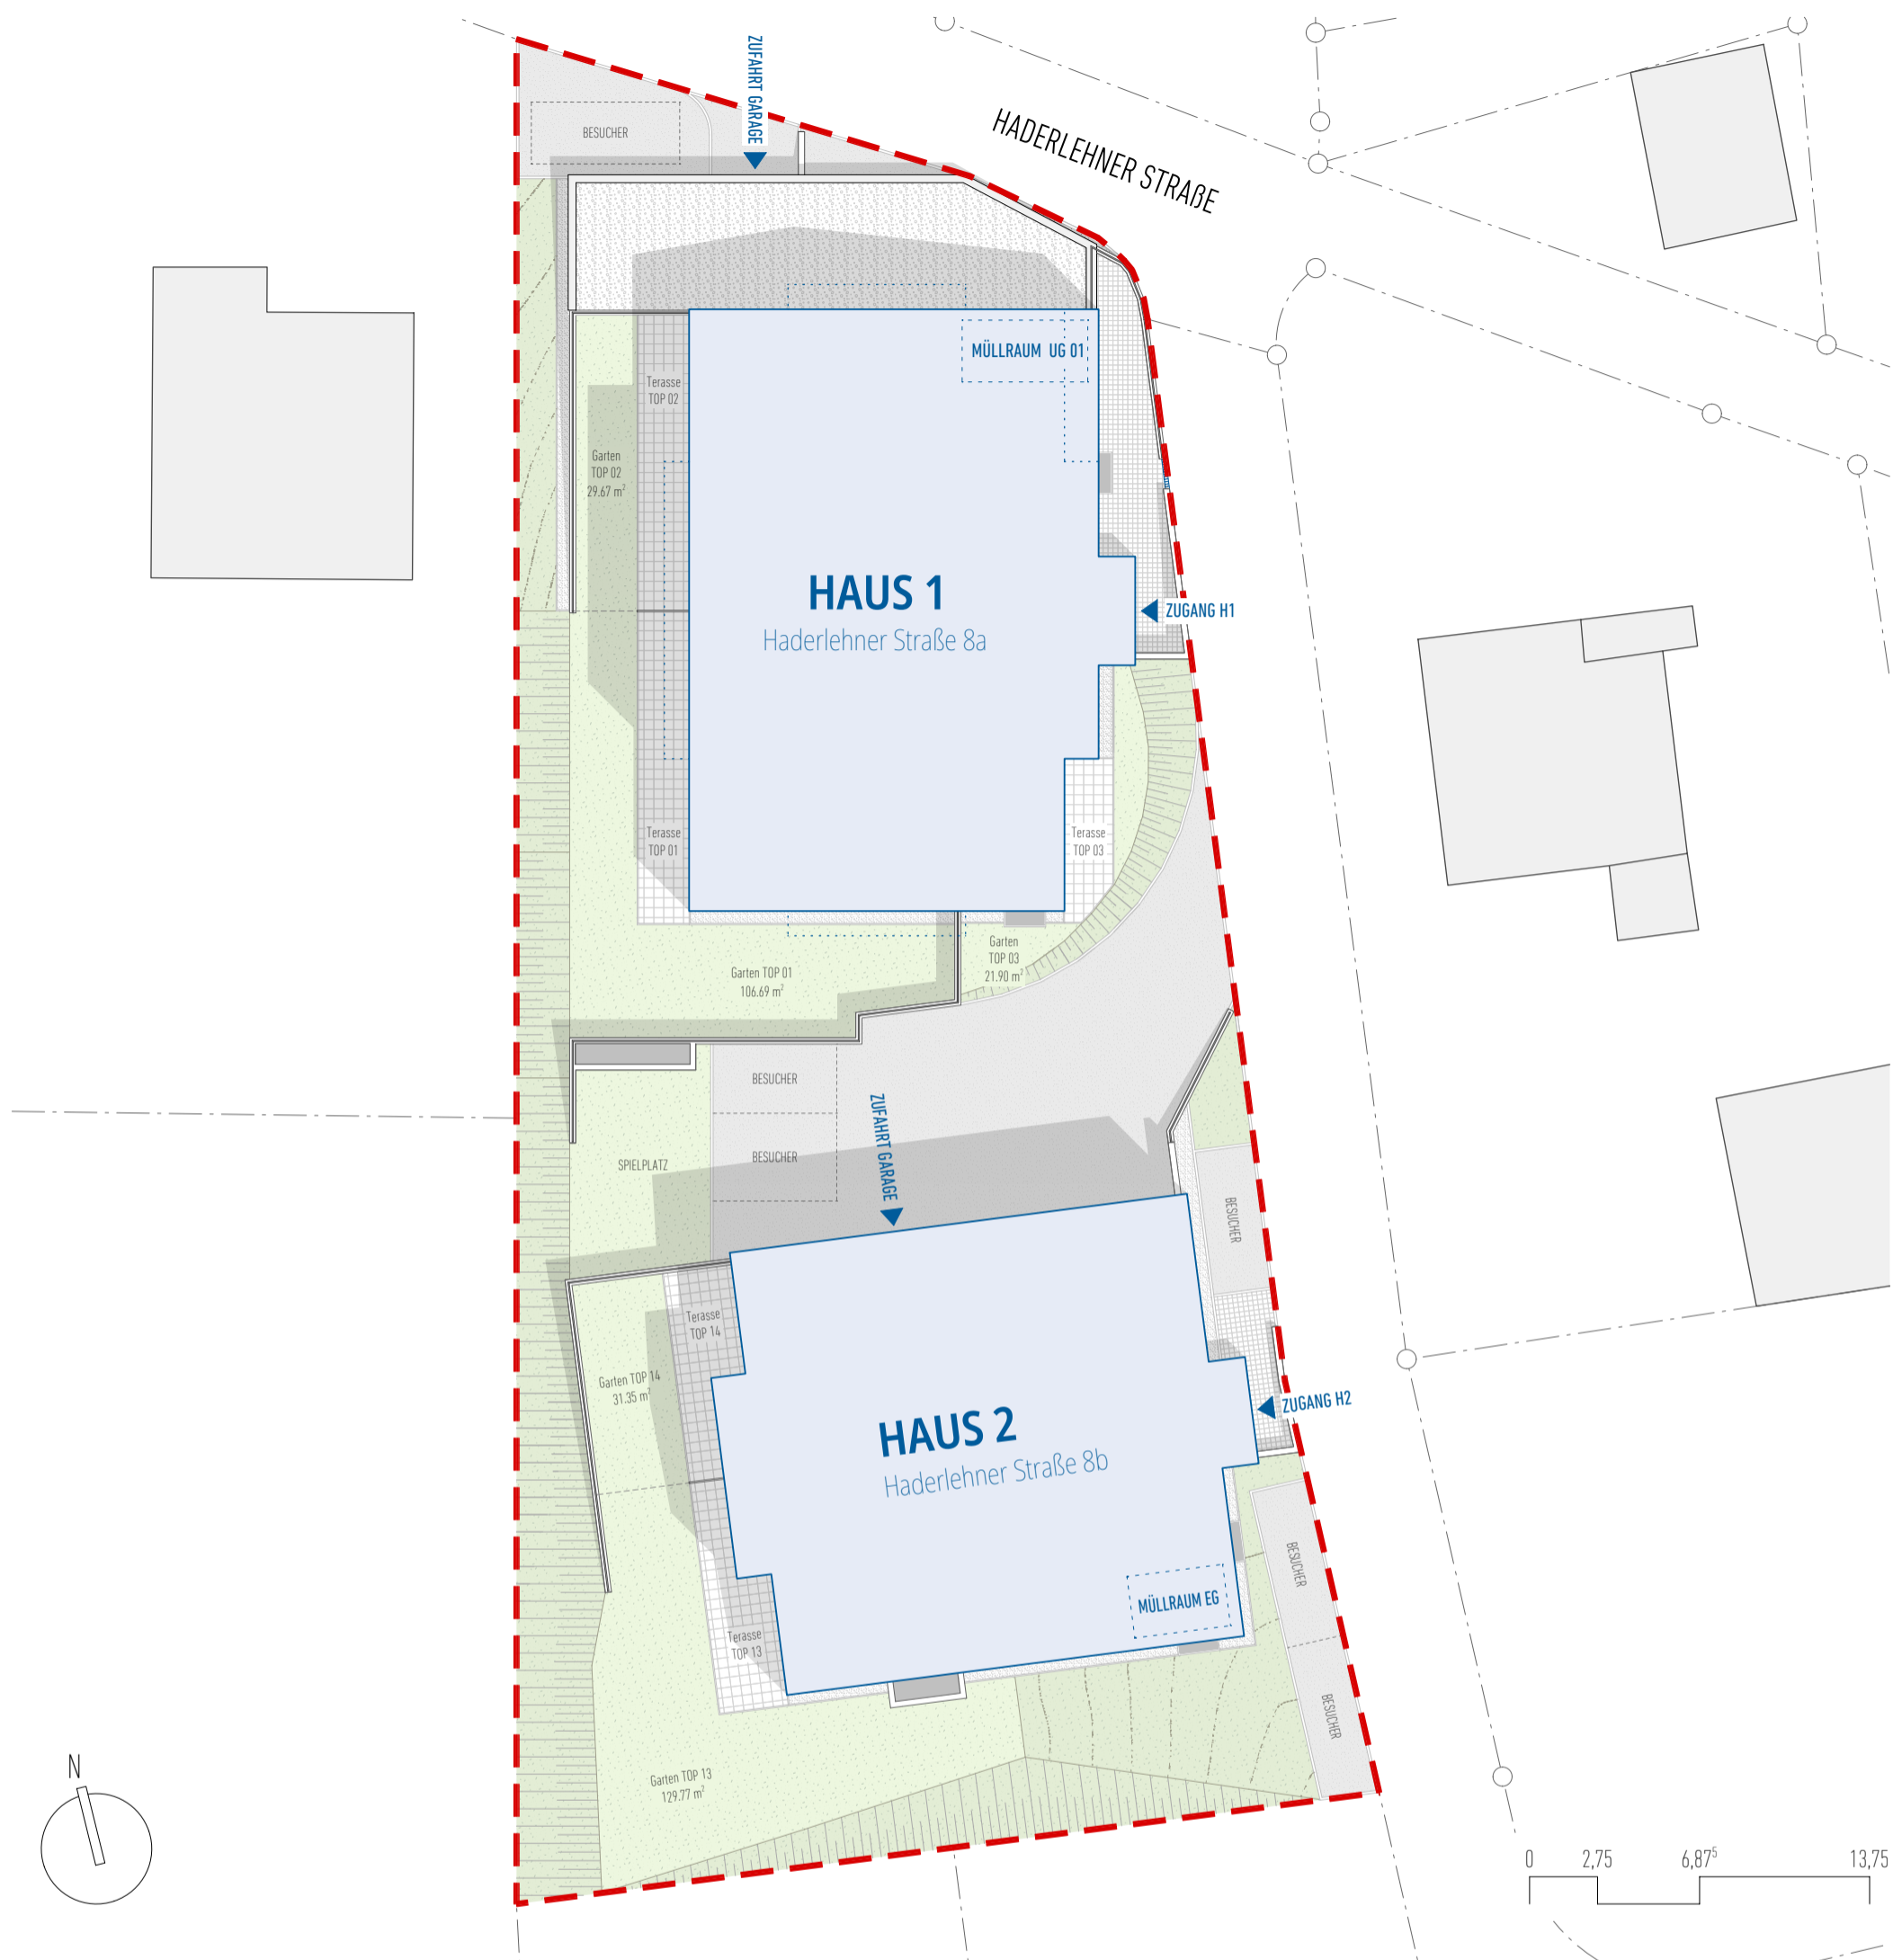 ZUFAHRT GARAGE
HADERLEHNER STRAßE
BESUCHER
MÜLLRAUM UG 01
Terasse
TOP 02
Garten
TOP 02
29.67 m²
HAUS 1
Haderlehner Straße 8a
ZUGANG H1
Terasse
TOP 01
Terasse
TOP 03
Garten TOP 01
106.69 m²
Garten
TOP 03
21.90 m²
BESUCHER
ZUFAHRT GARAGE
BESUCHER
SPIELPLATZ
BESUCHER
Terasse
TOP 14
Garten TOP 14
31.35 m²
HAUS 2
Haderlehner Straße 8b
ZUGANG H2
BESUCHER
MÜLLRAUM EG
Terasse
TOP 13
BESUCHER
Garten TOP 13
129.77 m²
N
0 2,75 6,87⁵ 13,75